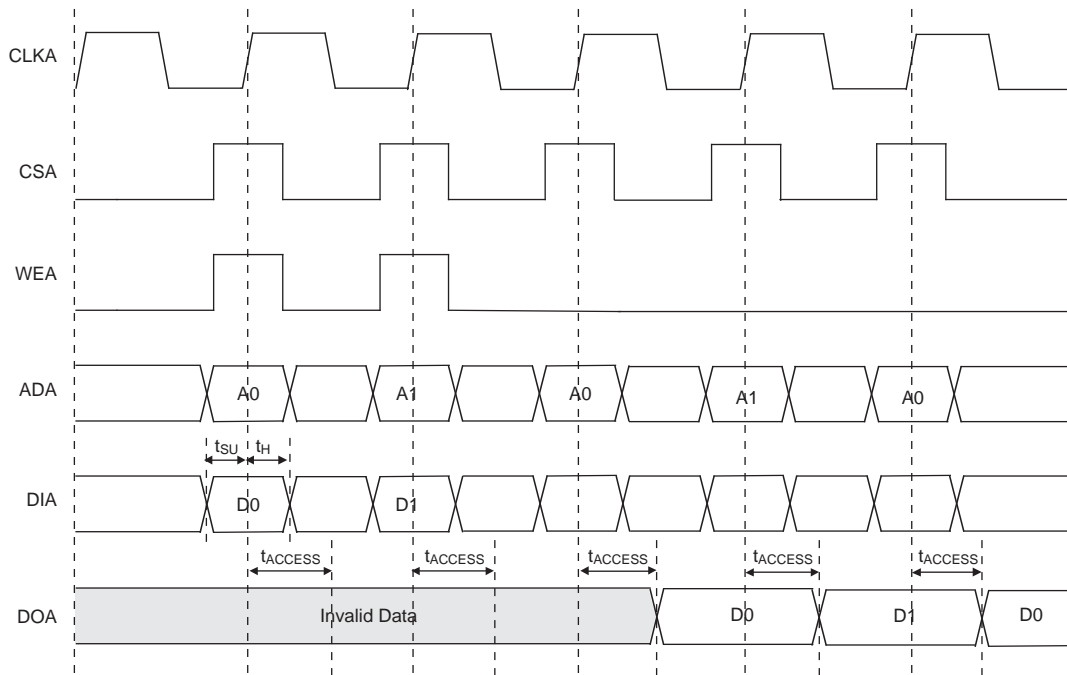 CLKA
CSA
WEA
ADA A0 A1 A0 A1 A0
tSU tH
DIA D0 D1
tACCESS tACCESS tACCESS tACCESS tACCESS
DOA Invalid Data D0 D1 D0